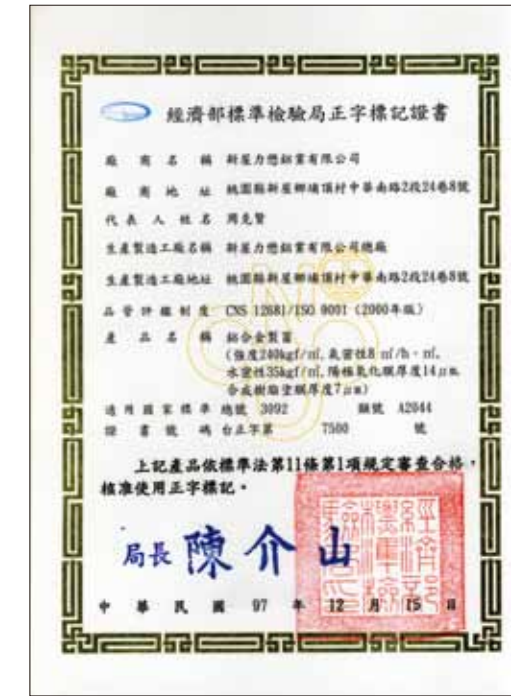 經濟部標準檢驗局正字標記證書
廠商名稱 新屋力懋鋁業有限公司
廠商地址 桃園縣新屋鄉埔頂村中華南路2段24巷8號
代表人姓名 周克賢
生產製造工廠名稱 新屋力懋鋁業有限公司總廠
生產製造工廠地址 桃園縣新屋鄉埔頂村中華南路2段24巷8號
品管評鑑制度 CNS 12681/ISO 9001 (2000年版)
產品名稱 鋁合金製窗
(強度240kgf/㎡, 氣密性8 ㎥/h·㎡,
水密性35kgf/㎡, 陽極氧化膜厚度14μm
合成樹脂塗膜厚度7μm)
適用國家標準 總號 3092 類號 A2044
證書號碼 台正字第 7500 號
上記產品依標準法第11條第1項規定審查合格，
核准使用正字標記。
局長 陳介山
中華民國 97 年 12 月 15 日